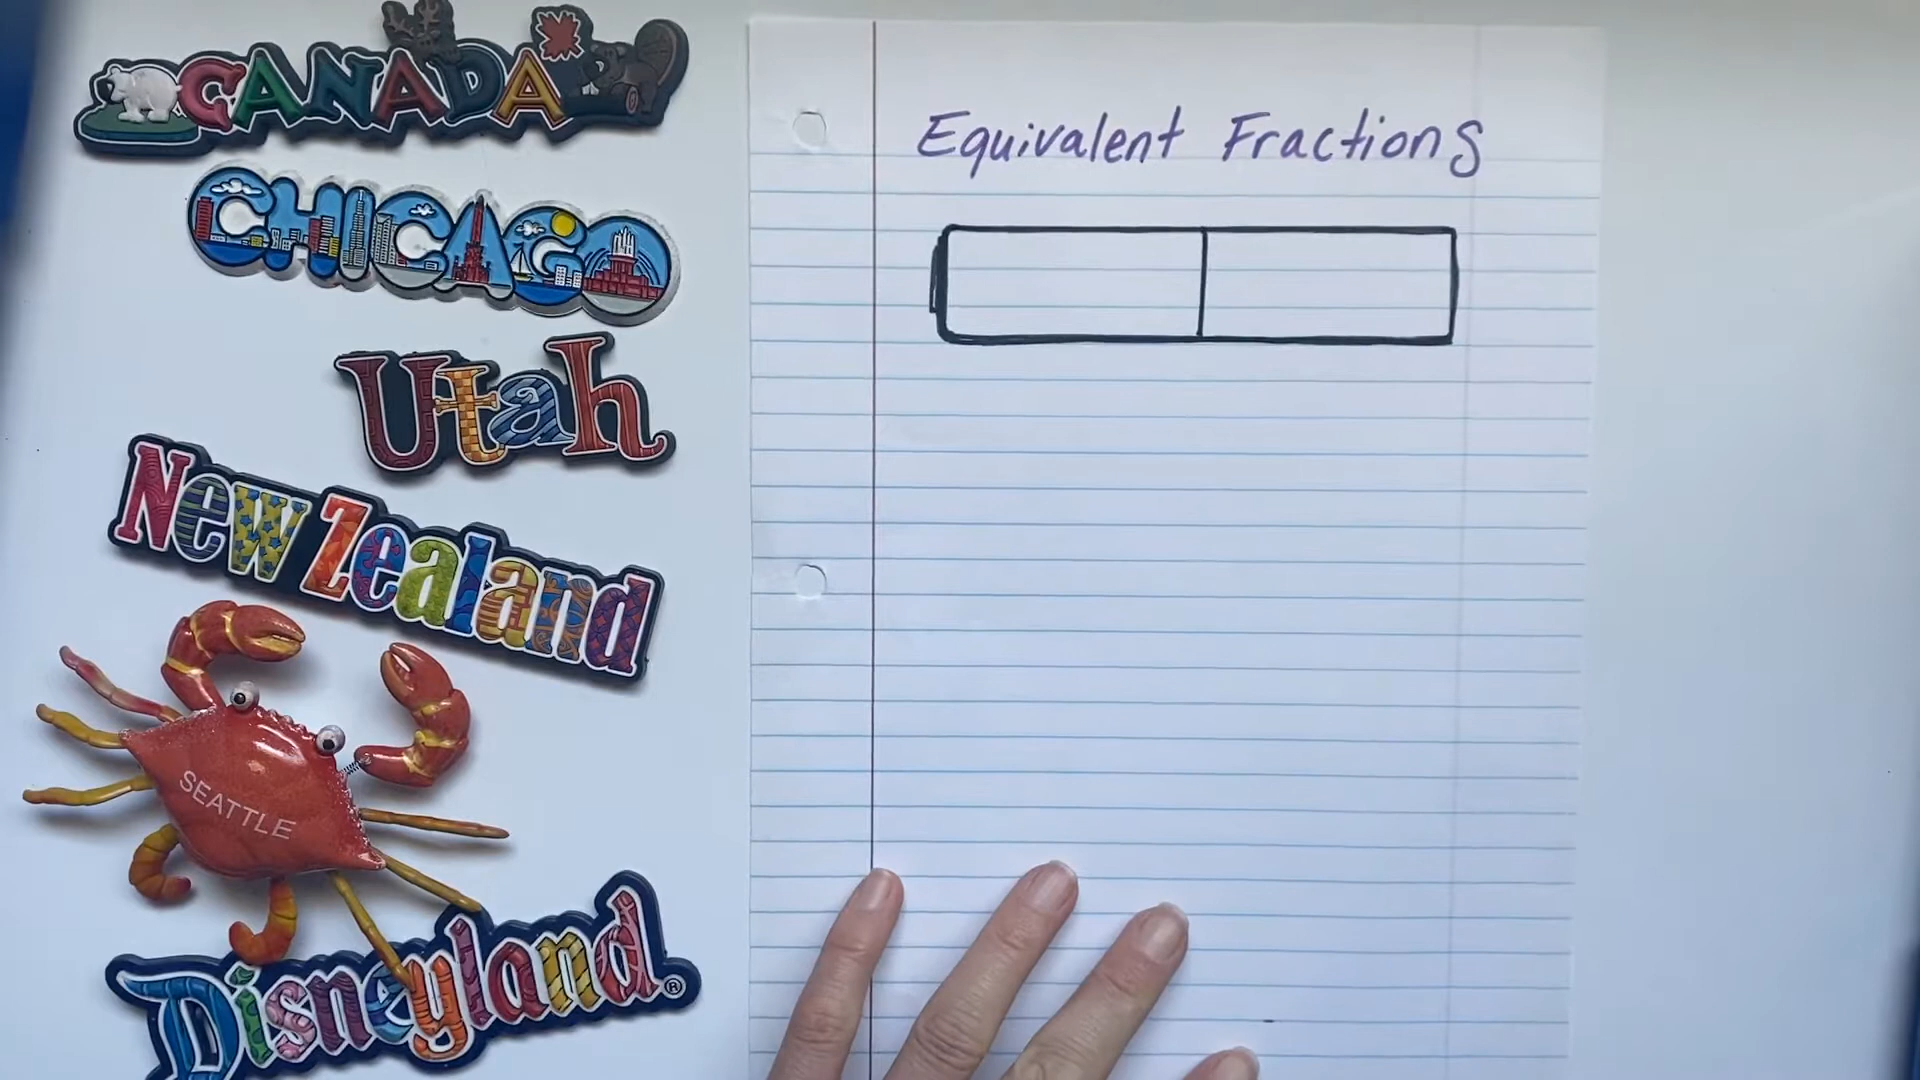 CANADA
CHICAGO
Utah
New Zealand
SEATTLE
Disneyland®
Equivalent Fractions